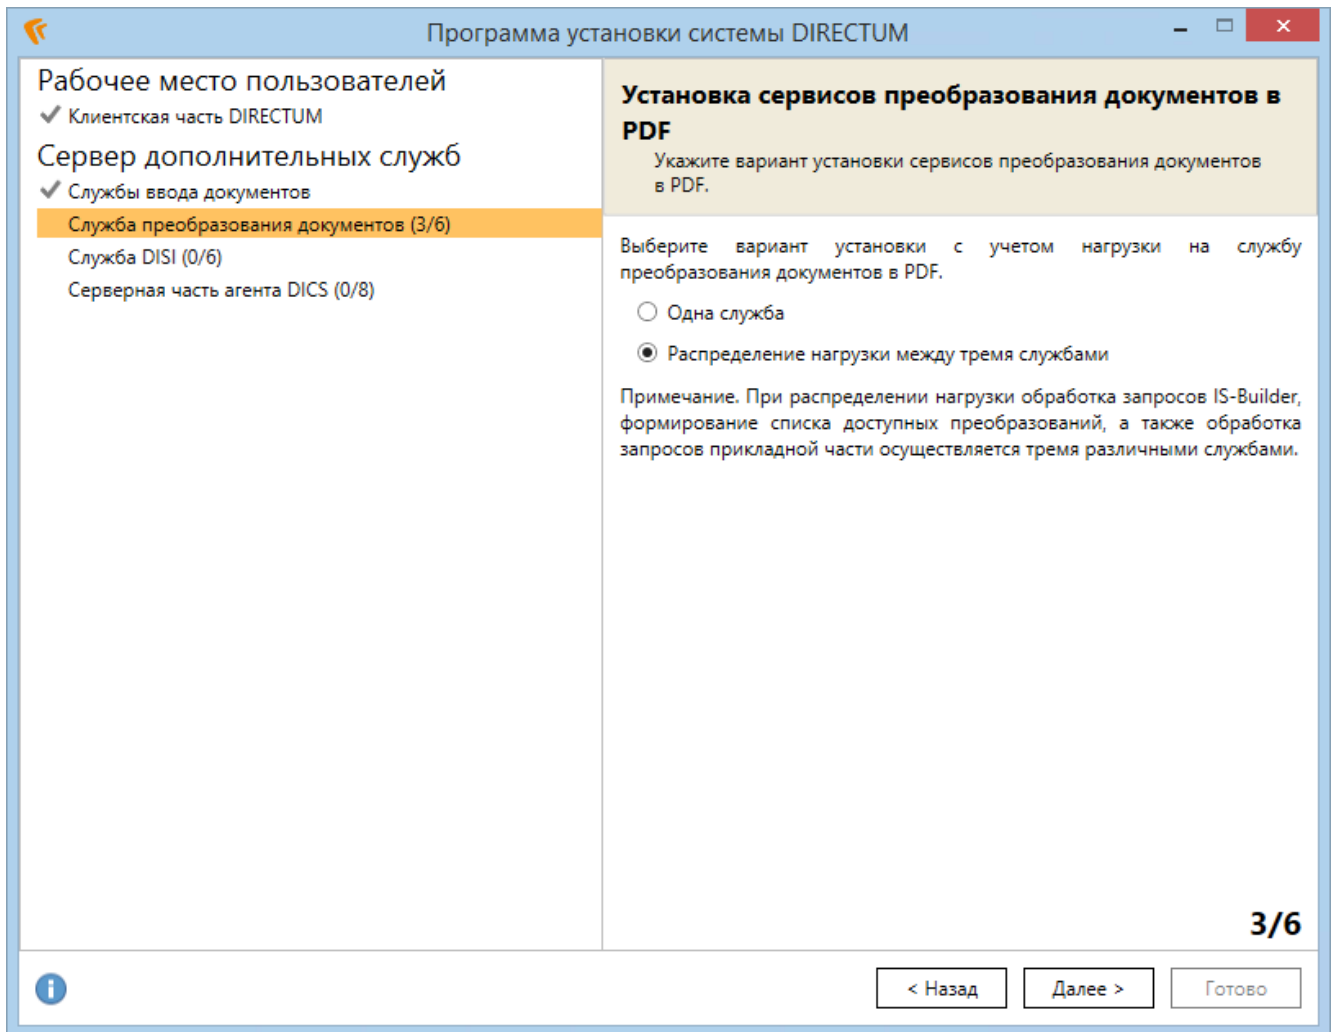 Программа установки системы DIRECTUM
Рабочее место пользователей
Клиентская часть DIRECTUM
Сервер дополнительных служб
Службы ввода документов
Служба преобразования документов (3/6)
Служба DISI (0/6)
Серверная часть агента DICS (0/8)
Установка сервисов преобразования документов в
PDF
Укажите вариант установки сервисов преобразования документов
в PDF.
Выберите вариант установки с учетом нагрузки на службу
преобразования документов в PDF.
Одна служба
Распределение нагрузки между тремя службами
Примечание. При распределении нагрузки обработка запросов IS-Builder,
формирование списка доступных преобразований, а также обработка
запросов прикладной части осуществляется тремя различными службами.
3/6
< Назад
Далее >
Готово